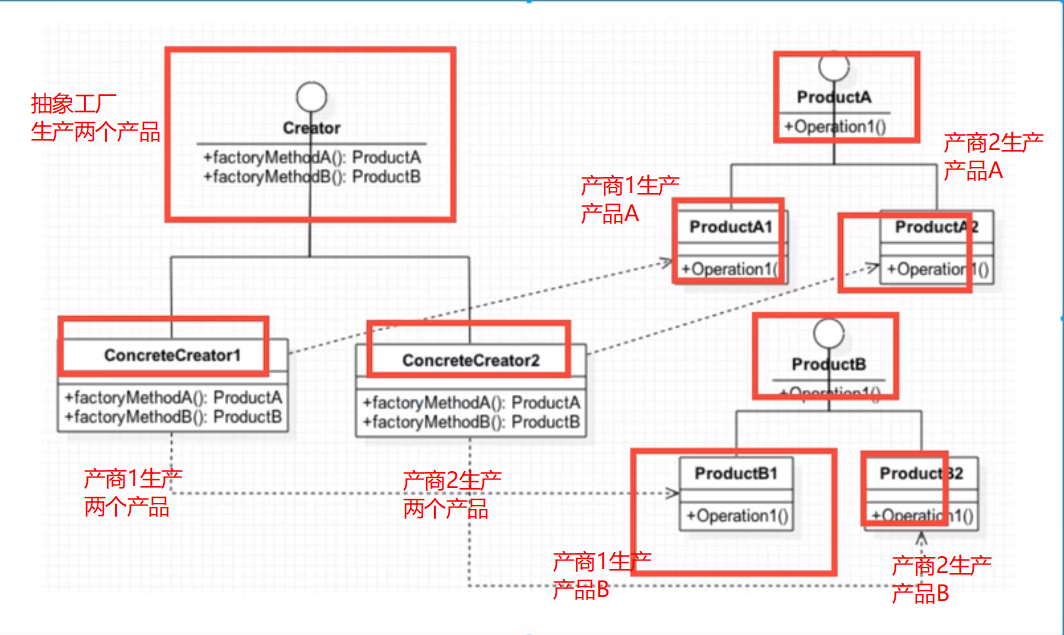 抽象工厂
生产两个产品
Creator
+factoryMethodA(): ProductA
+factoryMethodB(): ProductB
ProductA
+Operation1()
产商1生产
产品A
产商2生产
产品A
ProductA1
+Operation1(
ProductA2
+Operation1()
ConcreteCreator1
+factoryMethodA(): ProductA
+factoryMethodB(): ProductB
ConcreteCreator2
+factoryMethodA(): ProductA
+factoryMethodB(): ProductB
ProductB
+Operation1()
产商1生产
两个产品
产商2生产
两个产品
ProductB1
+Operation1()
ProductB2
+Operation1()
产商1生产
产品B
产商2生产
产品B